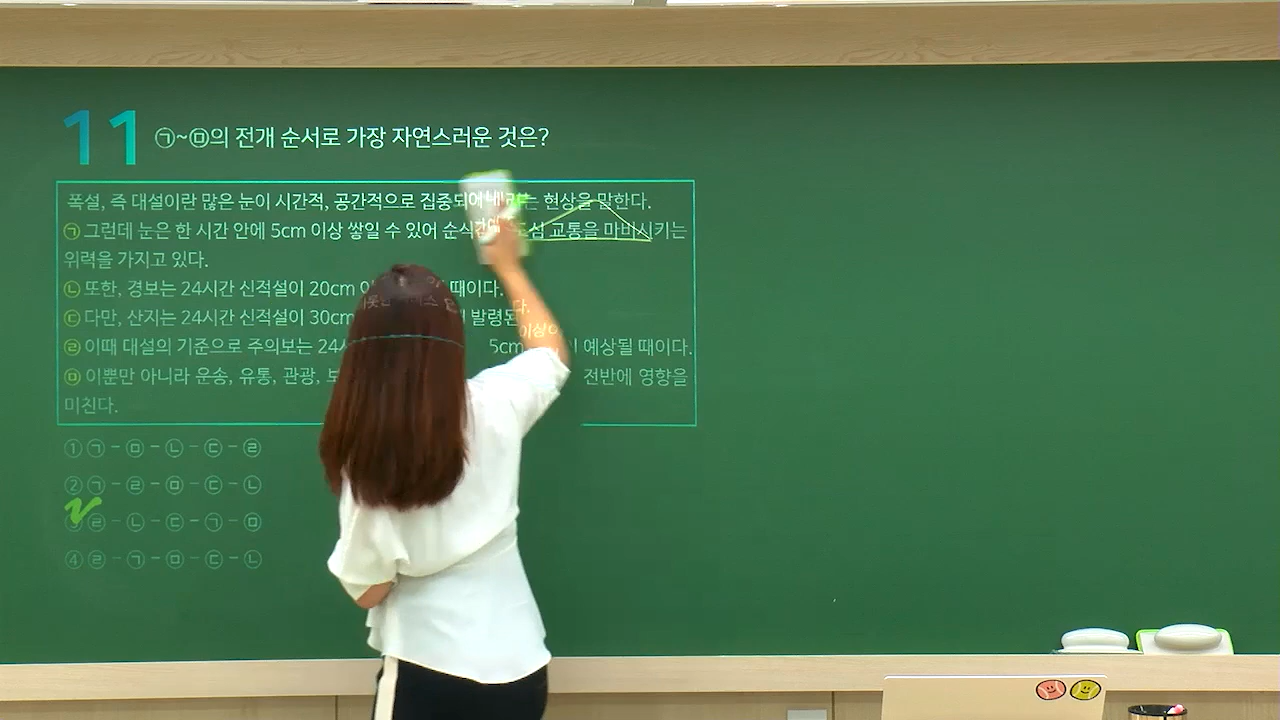 11 ㉠~㉤의 전개 순서로 가장 자연스러운 것은?
폭설, 즉 대설이란 많은 눈이 시간적, 공간적으로 집중되어 내리는 현상을 말한다.
㉠ 그런데 눈은 한 시간 안에 5cm 이상 쌓일 수 있어 순식간에 도심 교통을 마비시키는
위력을 가지고 있다.
㉡ 또한, 경보는 24시간 신적설이 20cm 때이다.
㉢ 다만, 산지는 24시간 신적설이 30cm 발령된다.
㉣ 이때 대설의 기준으로 주의보는 5cm 예상될 때이다.
㉤ 이뿐만 아니라 운송, 유통, 관광, 전반에 영향을
미친다.
① ㉠-㉤-㉡-㉢-㉣
② ㉠-㉣-㉤-㉢-㉡
③ ㉣-㉡-㉢-㉠-㉤
④ ㉣-㉠-㉤-㉢-㉡